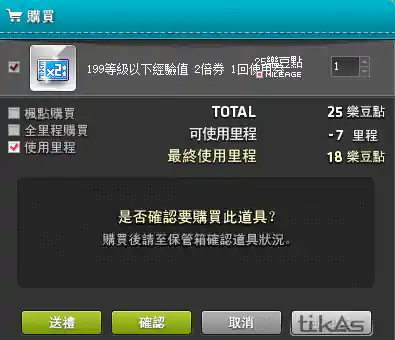 購買
199等級以下經驗值 2倍券 1回使用
25樂豆點
MILEAGE
1
楓點購買
全里程購買
使用里程
TOTAL 25 樂豆點
可使用里程 -7 里程
最終使用里程 18 樂豆點
是否確認要購買此道具?
購買後請至保管箱確認道具狀況。
送禮 確認 取消 tikAs